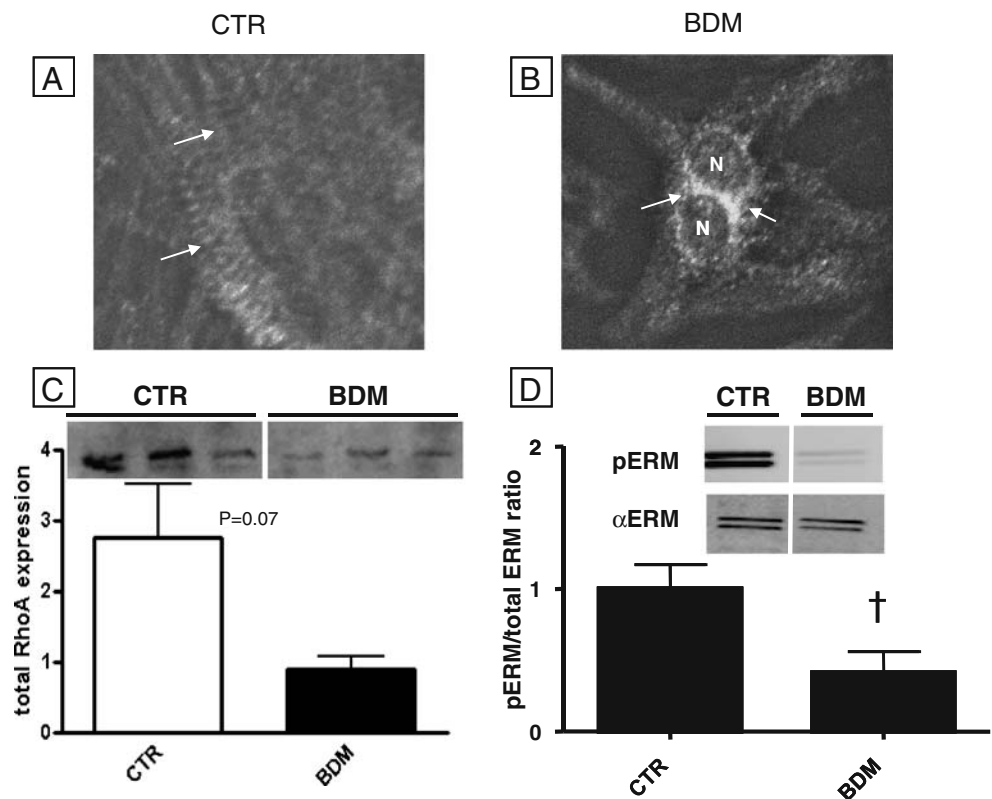 CTR
BDM
A
B
N
N
C
CTR
BDM
4
3
2
1
0
total RhoA expression
P=0.07
CTR
BDM
D
CTR
BDM
pERM
αERM
2
1
0
pERM/total ERM ratio
†
CTR
BDM